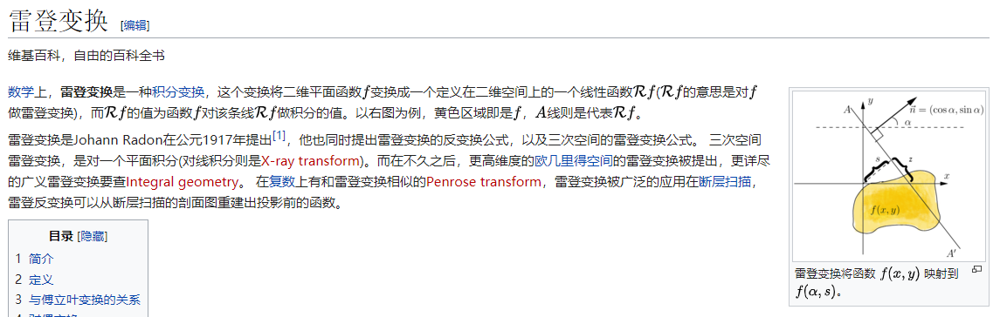 雷登变换 [编辑]
维基百科，自由的百科全书
数学上，雷登变换是一种积分变换，这个变换将二维平面函数f变换成一个定义在二维空间上的一个线性函数ℛf(ℛf的意思是对f
做雷登变换)，而ℛf的值为函数f对该条线ℛf做积分的值。以右图为例，黄色区域即是f，A线则是代表ℛf。
雷登变换是Johann Radon在公元1917年提出[1]，他也同时提出雷登变换的反变换公式，以及三次空间的雷登变换公式。 三次空间
雷登变换，是对一个平面积分(对线积分则是X-ray transform)。而在不久之后，更高维度的欧几里得空间的雷登变换被提出，更详尽
的广义雷登变换要查Integral geometry。 在复数上有和雷登变换相似的Penrose transform，雷登变换被广泛的应用在断层扫描，
雷登反变换可以从断层扫描的剖面图重建出投影前的函数。
目录 [隐藏]
1 简介
2 定义
3 与傅立叶变换的关系
A
y
n⃗ = (cos α, sin α)
α
s
z
x
f(x, y)
A'
雷登变换将函数 f(x, y) 映射到
f(α, s)。